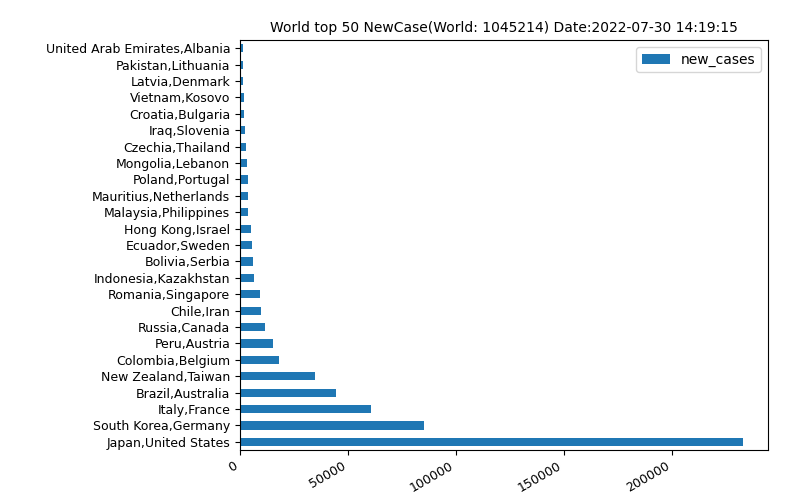 World top 50 NewCase(World: 1045214) Date:2022-07-30 14:19:15
new_cases
United Arab Emirates,Albania
Pakistan,Lithuania
Latvia,Denmark
Vietnam,Kosovo
Croatia,Bulgaria
Iraq,Slovenia
Czechia,Thailand
Mongolia,Lebanon
Poland,Portugal
Mauritius,Netherlands
Malaysia,Philippines
Hong Kong,Israel
Ecuador,Sweden
Bolivia,Serbia
Indonesia,Kazakhstan
Romania,Singapore
Chile,Iran
Russia,Canada
Peru,Austria
Colombia,Belgium
New Zealand,Taiwan
Brazil,Australia
Italy,France
South Korea,Germany
Japan,United States
0
50000
100000
150000
200000